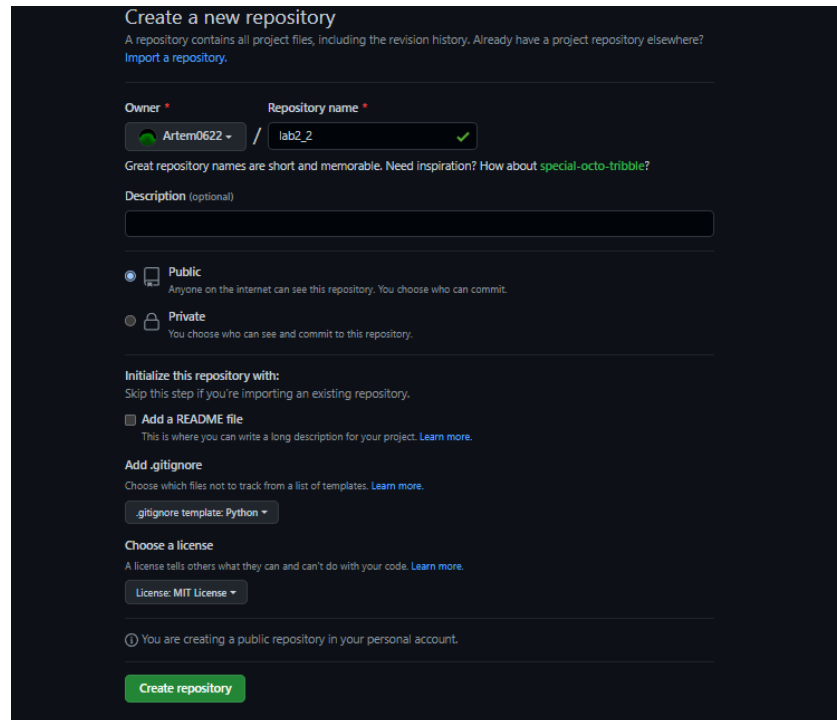 Create a new repository
A repository contains all project files, including the revision history. Already have a project repository elsewhere?
Import a repository.
Owner *
Repository name *
Artem0622
/
lab2_2
Great repository names are short and memorable. Need inspiration? How about special-octo-tribble?
Description (optional)
Public
Anyone on the internet can see this repository. You choose who can commit.
Private
You choose who can see and commit to this repository.
Initialize this repository with:
Skip this step if you're importing an existing repository.
Add a README file
This is where you can write a long description for your project. Learn more.
Add .gitignore
Choose which files not to track from a list of templates. Learn more.
.gitignore template: Python
Choose a license
A license tells others what they can and can't do with your code. Learn more.
License: MIT License
You are creating a public repository in your personal account.
Create repository